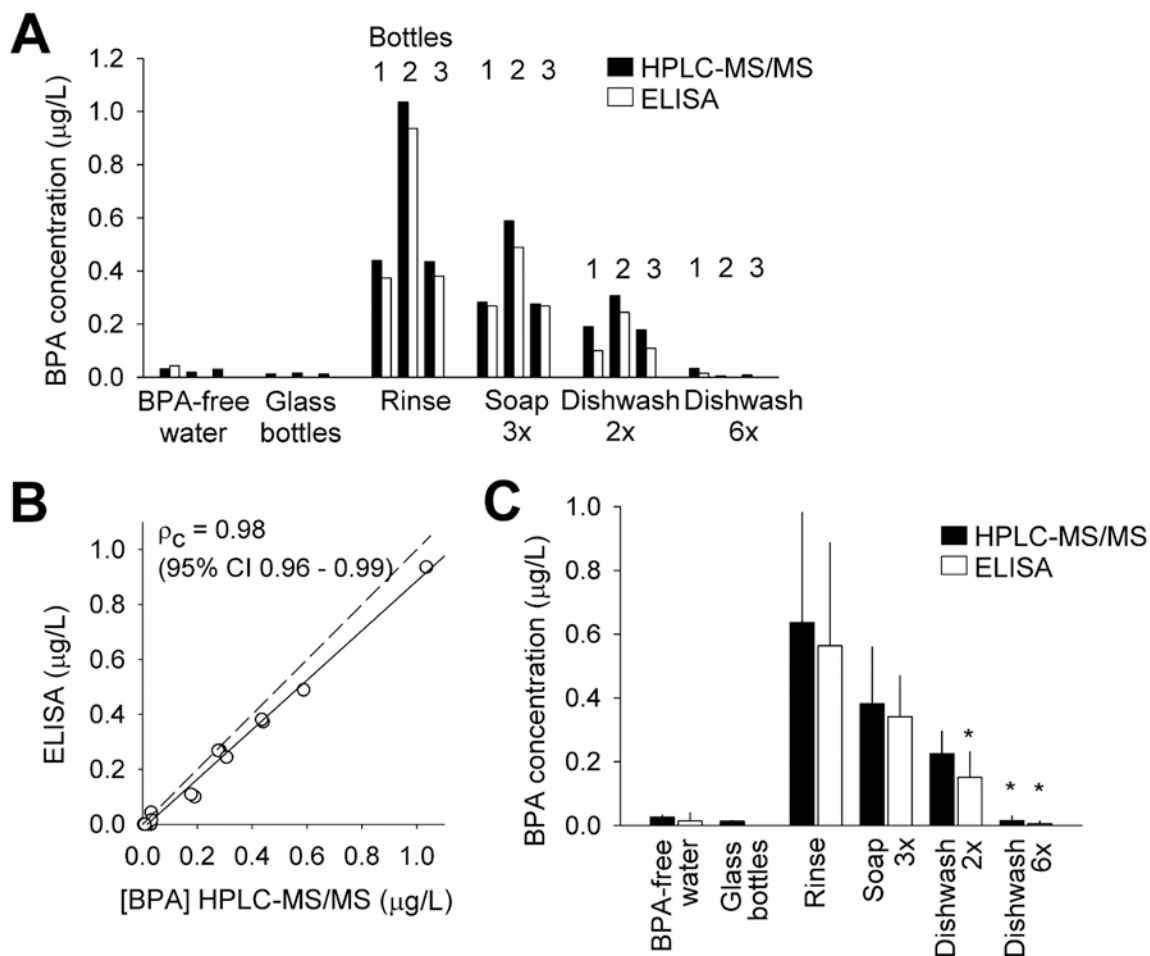 A
Bottles
1 2 3 1 2 3
HPLC-MS/MS
ELISA
BPA concentration (μg/L)
1.2
1.0
0.8
0.6
0.4
0.2
0.0
1 2 3 1 2 3
BPA-free water
Glass bottles
Rinse
Soap 3x
Dishwash 2x
Dishwash 6x
B
ρc = 0.98
(95% CI 0.96 - 0.99)
ELISA (μg/L)
1.0
0.8
0.6
0.4
0.2
0.0
0.0 0.2 0.4 0.6 0.8 1.0
[BPA] HPLC-MS/MS (μg/L)
C
HPLC-MS/MS
ELISA
BPA concentration (μg/L)
1.0
0.8
0.6
0.4
0.2
0.0
*
* *
BPA-free water
Glass bottles
Rinse
Soap 3x
Dishwash 2x
Dishwash 6x